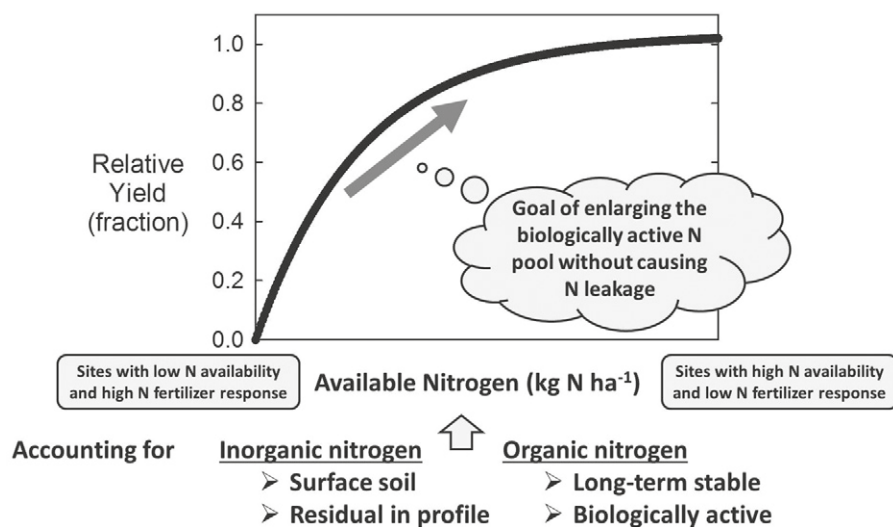 1.0
0.8
0.6
0.4
0.2
0.0
Relative
Yield
(fraction)
Goal of enlarging the
biologically active N
pool without causing
N leakage
Sites with low N availability
and high N fertilizer response
Available Nitrogen (kg N ha⁻¹)
Sites with high N availability
and low N fertilizer response
Accounting for
Inorganic nitrogen
➢ Surface soil
➢ Residual in profile
Organic nitrogen
➢ Long-term stable
➢ Biologically active